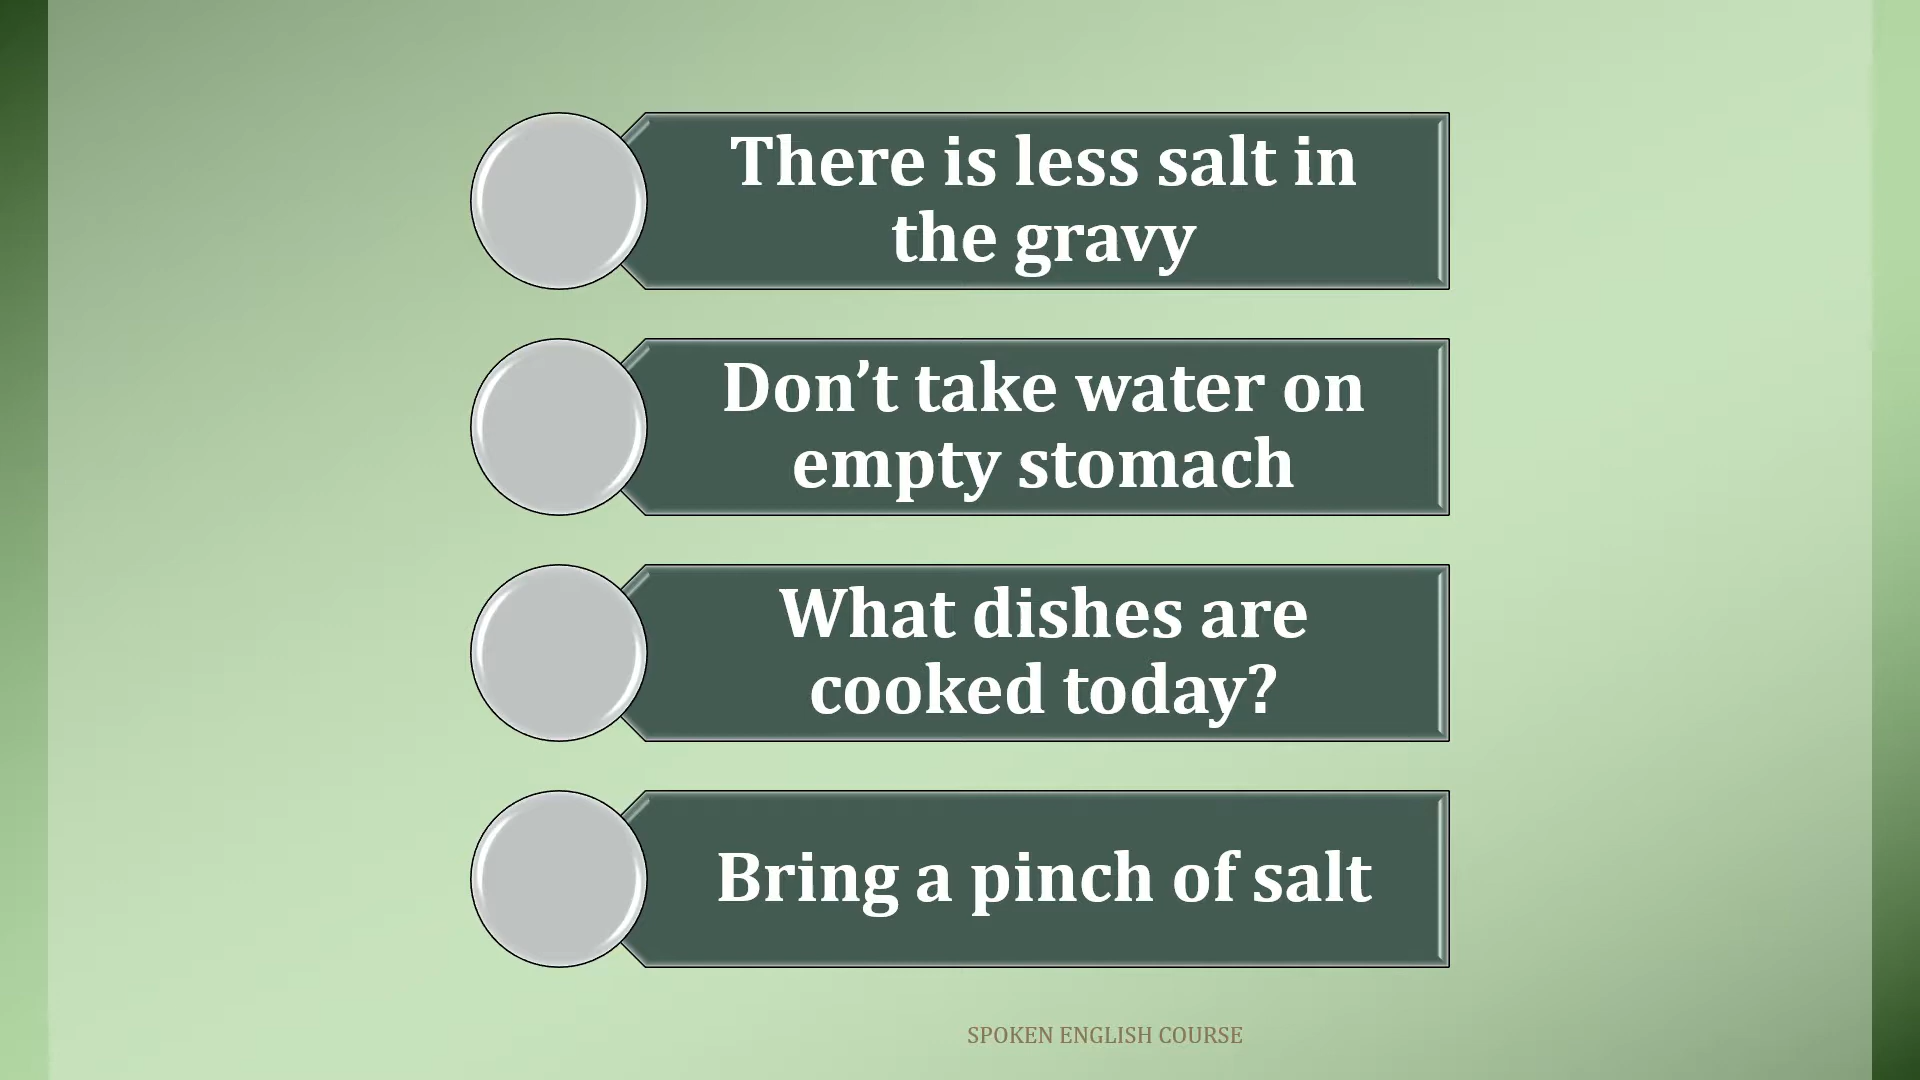 There is less salt in
the gravy
Don’t take water on
empty stomach
What dishes are
cooked today?
Bring a pinch of salt
SPOKEN ENGLISH COURSE